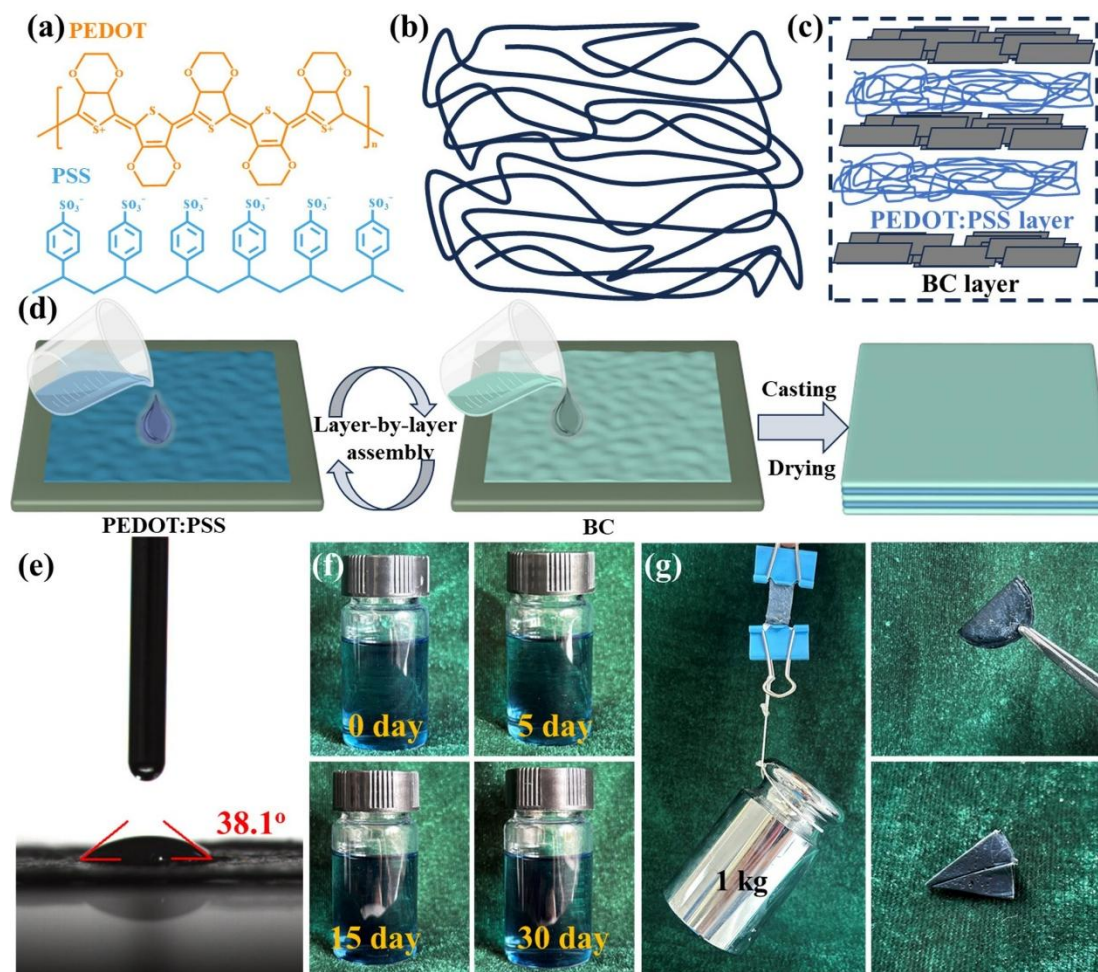 (a)
PEDOT
O O O O O O
S S S
S+ S+
O O O O
n
PSS
SO₃⁻ SO₃⁻ SO₃⁻ SO₃⁻ SO₃⁻ SO₃⁻
(b)
(c)
PEDOT:PSS layer
BC layer
(d)
Layer-by-layer
assembly
PEDOT:PSS
BC
Casting
Drying
(e)
38.1°
(f)
0 day
5 day
15 day
30 day
(g)
1 kg